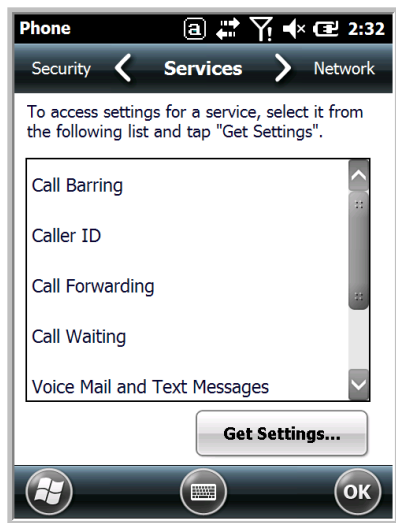 Phone a 2:32
Security Services Network
To access settings for a service, select it from
the following list and tap "Get Settings".
Call Barring
Caller ID
Call Forwarding
Call Waiting
Voice Mail and Text Messages
Get Settings...
OK